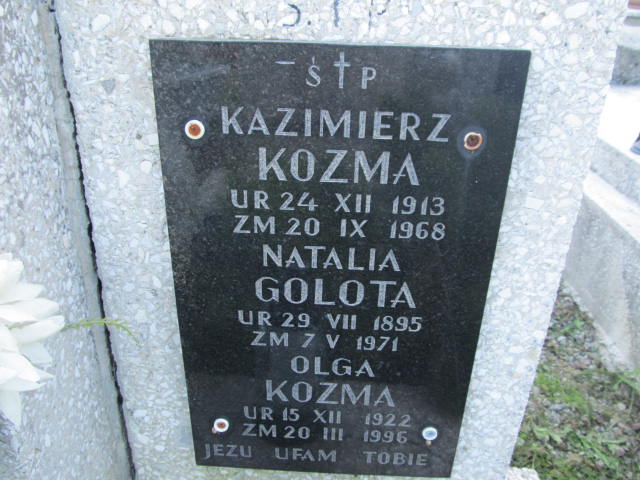 Ś†P
ŚP
KAZIMIERZ
KOZMA
UR 24 XII 1913
ZM 20 IX 1968
NATALIA
GOLOTA
UR 29 VII 1895
ZM 7 V 1971
OLGA
KOZMA
UR 15 XII 1922
ZM 20 III 1996
JEZU UFAM TOBIE